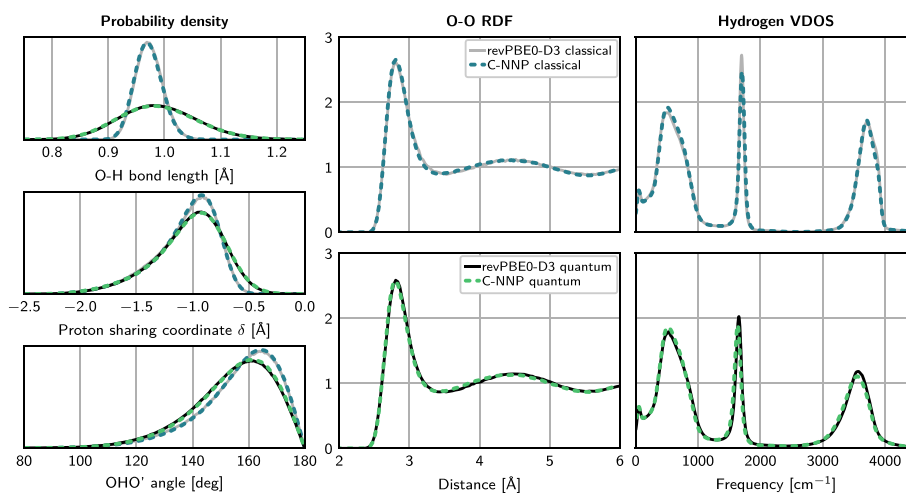 Probability density
O-O RDF
Hydrogen VDOS
0.8 0.9 1.0 1.1 1.2
O-H bond length [Å]
−2.5 −2.0 −1.5 −1.0 −0.5 0.0
Proton sharing coordinate δ [Å]
80 100 120 140 160 180
OHO' angle [deg]
3
2
1
0
revPBE0-D3 classical
C-NNP classical
3
2
1
0
revPBE0-D3 quantum
C-NNP quantum
2 3 4 5 6
Distance [Å]
0 1000 2000 3000 4000
Frequency [cm⁻¹]